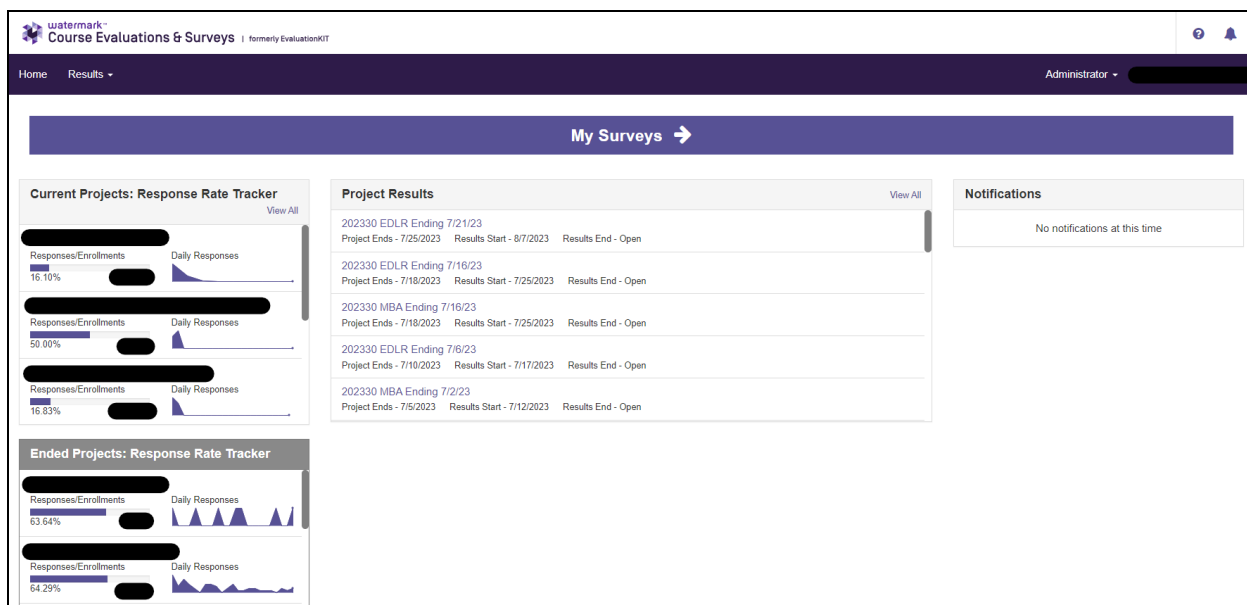 watermark™
Course Evaluations & Surveys | formerly EvaluationKIT
Home Results Administrator
My Surveys
Current Projects: Response Rate Tracker
View All
Responses/Enrollments Daily Responses
16.10%
Responses/Enrollments Daily Responses
50.00%
Responses/Enrollments Daily Responses
16.83%
Ended Projects: Response Rate Tracker
Responses/Enrollments Daily Responses
63.64%
Responses/Enrollments Daily Responses
64.29%
Project Results View All
202330 EDLR Ending 7/21/23
Project Ends - 7/25/2023 Results Start - 8/7/2023 Results End - Open
202330 EDLR Ending 7/16/23
Project Ends - 7/18/2023 Results Start - 7/25/2023 Results End - Open
202330 MBA Ending 7/16/23
Project Ends - 7/18/2023 Results Start - 7/25/2023 Results End - Open
202330 EDLR Ending 7/6/23
Project Ends - 7/10/2023 Results Start - 7/17/2023 Results End - Open
202330 MBA Ending 7/2/23
Project Ends - 7/5/2023 Results Start - 7/12/2023 Results End - Open
Notifications
No notifications at this time